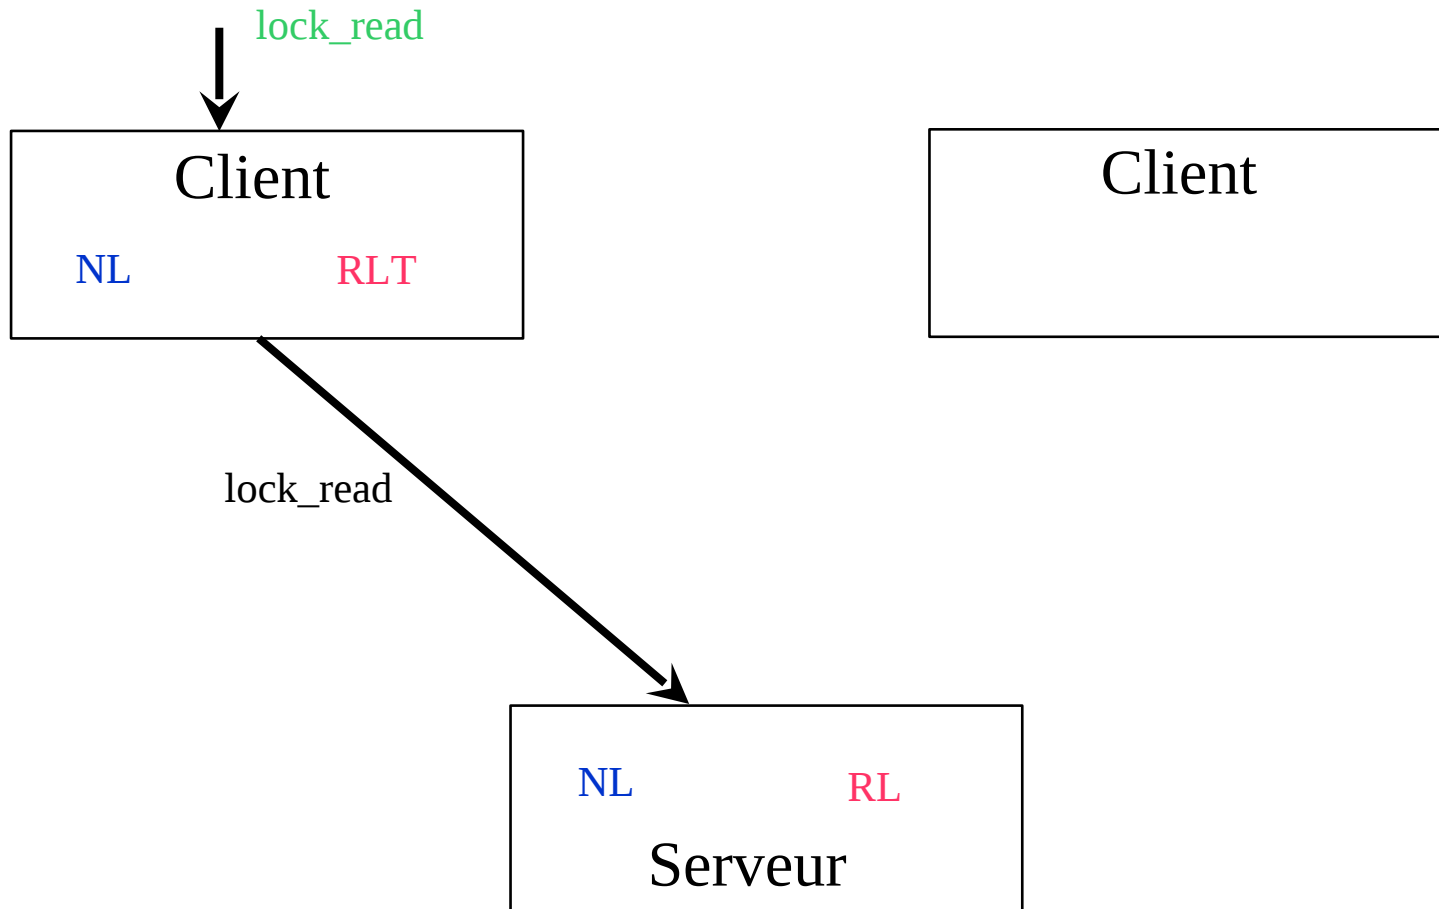 lock_read
Client
Client
NL RLT
lock_read
NL RL
Serveur